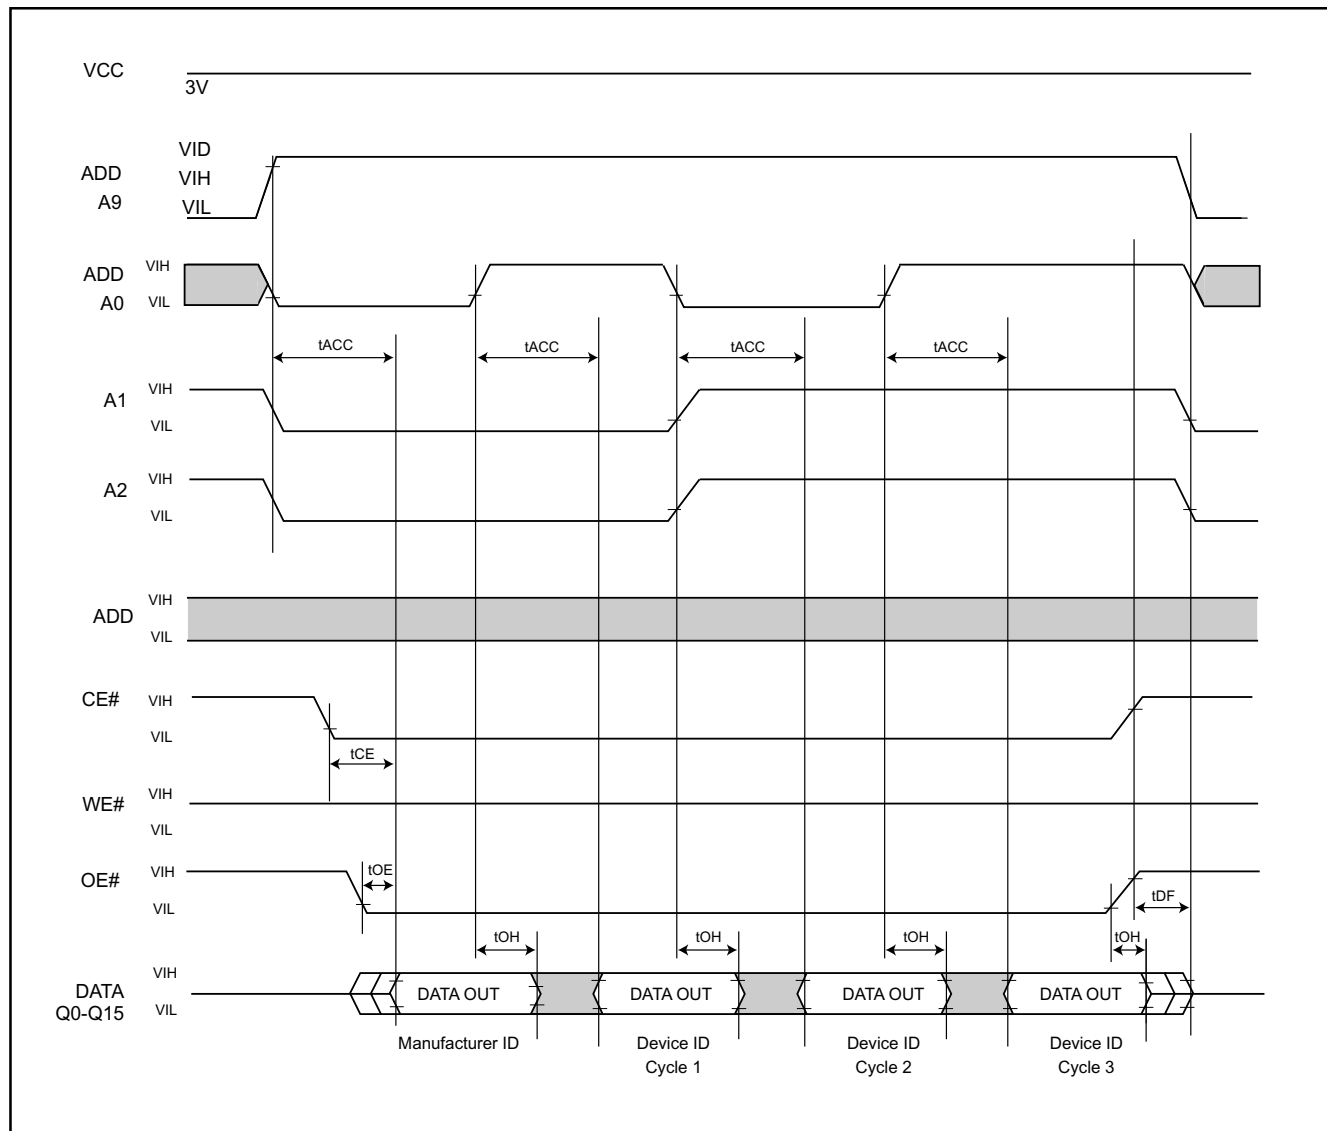 VCC
3V
VID
ADD
VIH
A9
VIL
ADD
VIH
A0
VIL
tACC
tACC
tACC
tACC
A1
VIH
VIL
A2
VIH
VIL
ADD
VIH
VIL
CE#
VIH
VIL
tCE
WE#
VIH
VIL
OE#
VIH
VIL
tOE
tDF
tOH
tOH
tOH
tOH
DATA
Q0-Q15
VIH
VIL
DATA OUT
DATA OUT
DATA OUT
DATA OUT
Manufacturer ID
Device ID
Cycle 1
Device ID
Cycle 2
Device ID
Cycle 3